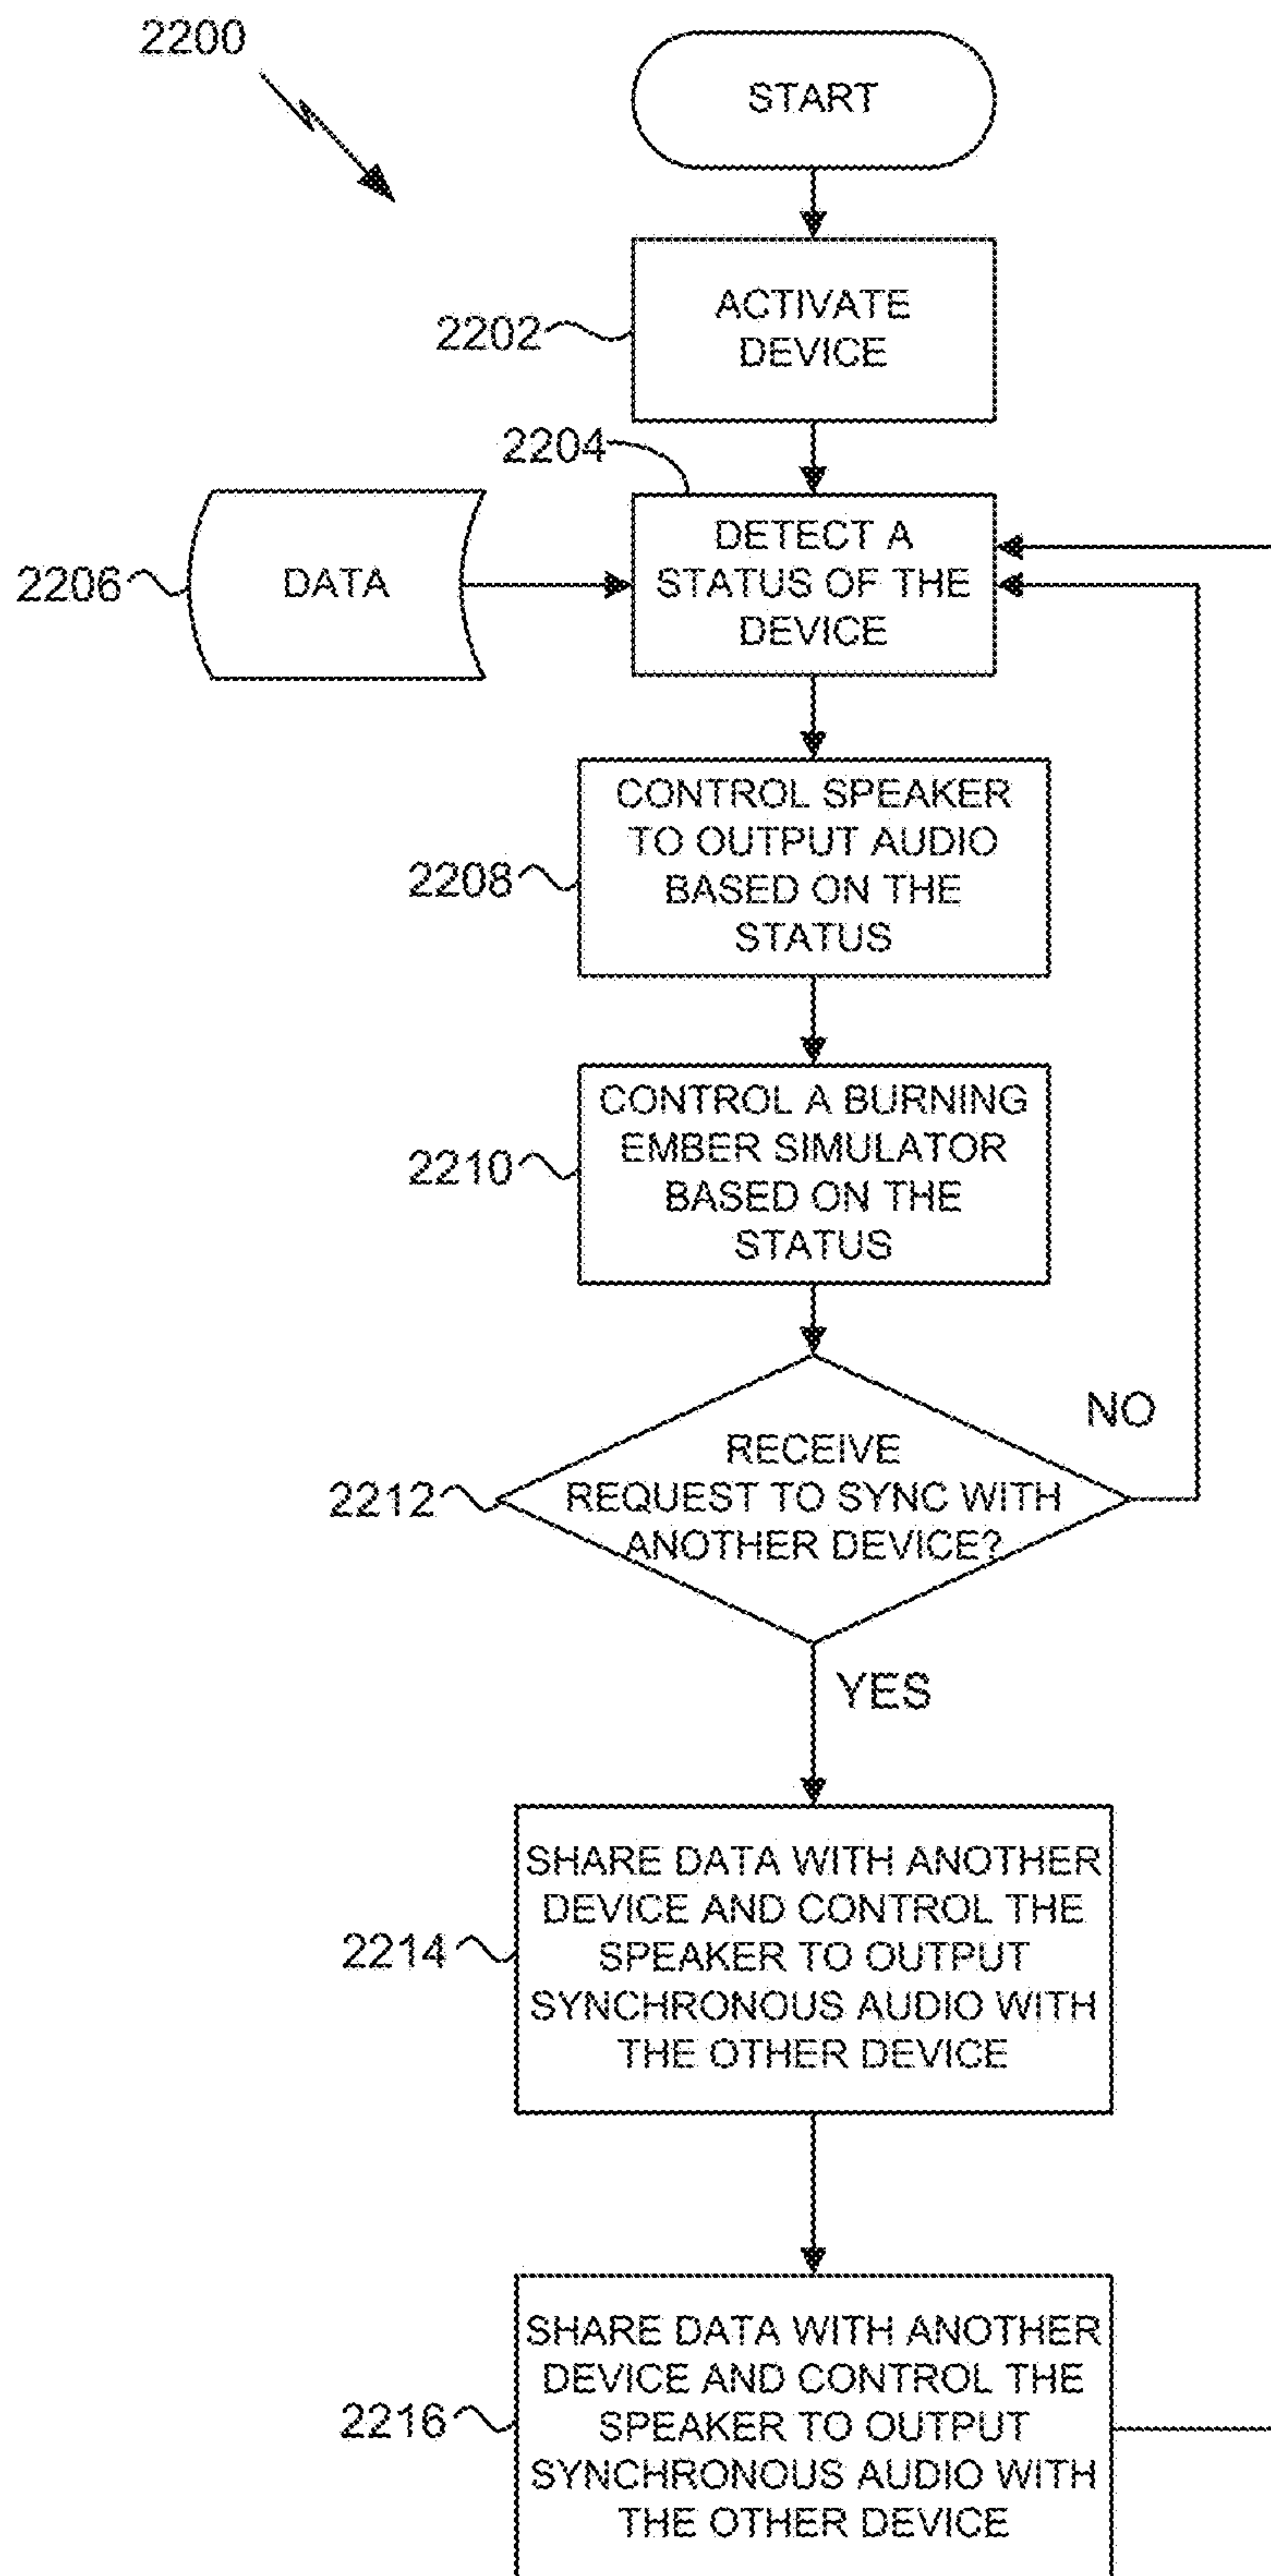 2200
START
2202
ACTIVATE
DEVICE
2204
2206
DATA
DETECT A
STATUS OF THE
DEVICE
2208
CONTROL SPEAKER
TO OUTPUT AUDIO
BASED ON THE
STATUS
2210
CONTROL A BURNING
EMBER SIMULATOR
BASED ON THE
STATUS
NO
2212
RECEIVE
REQUEST TO SYNC WITH
ANOTHER DEVICE?
YES
2214
SHARE DATA WITH ANOTHER
DEVICE AND CONTROL THE
SPEAKER TO OUTPUT
SYNCHRONOUS AUDIO WITH
THE OTHER DEVICE
2216
SHARE DATA WITH ANOTHER
DEVICE AND CONTROL THE
SPEAKER TO OUTPUT
SYNCHRONOUS AUDIO WITH
THE OTHER DEVICE